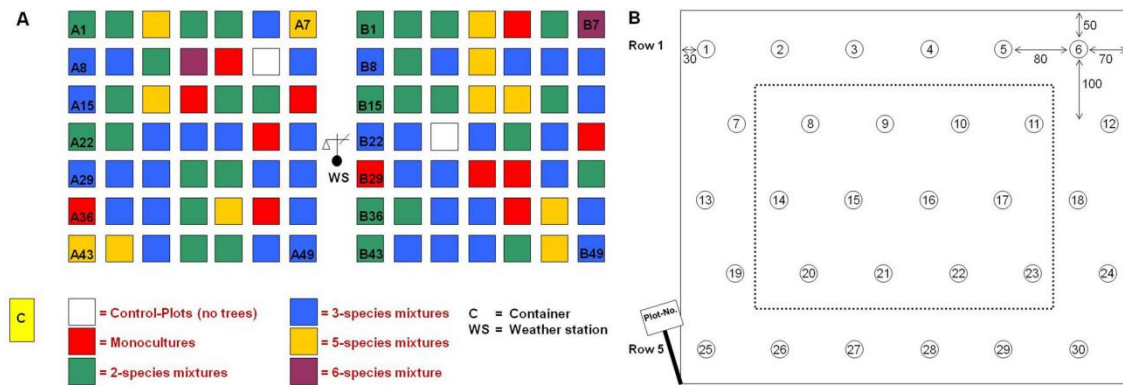 A
A1 A7 B1 B7
A8 B8
A15 B15
A22 B22
WS
A29 B29
A36 B36
A43 A49 B43 B49
C
= Control-Plots (no trees)
= Monocultures
= 2-species mixtures
= 3-species mixtures
= 5-species mixtures
= 6-species mixture
C = Container
WS = Weather station
B
50
Row 1 1 2 3 4 5 6
30 80 70
100
7 8 9 10 11 12
13 14 15 16 17 18
19 20 21 22 23 24
Plot-No.
Row 5 25 26 27 28 29 30